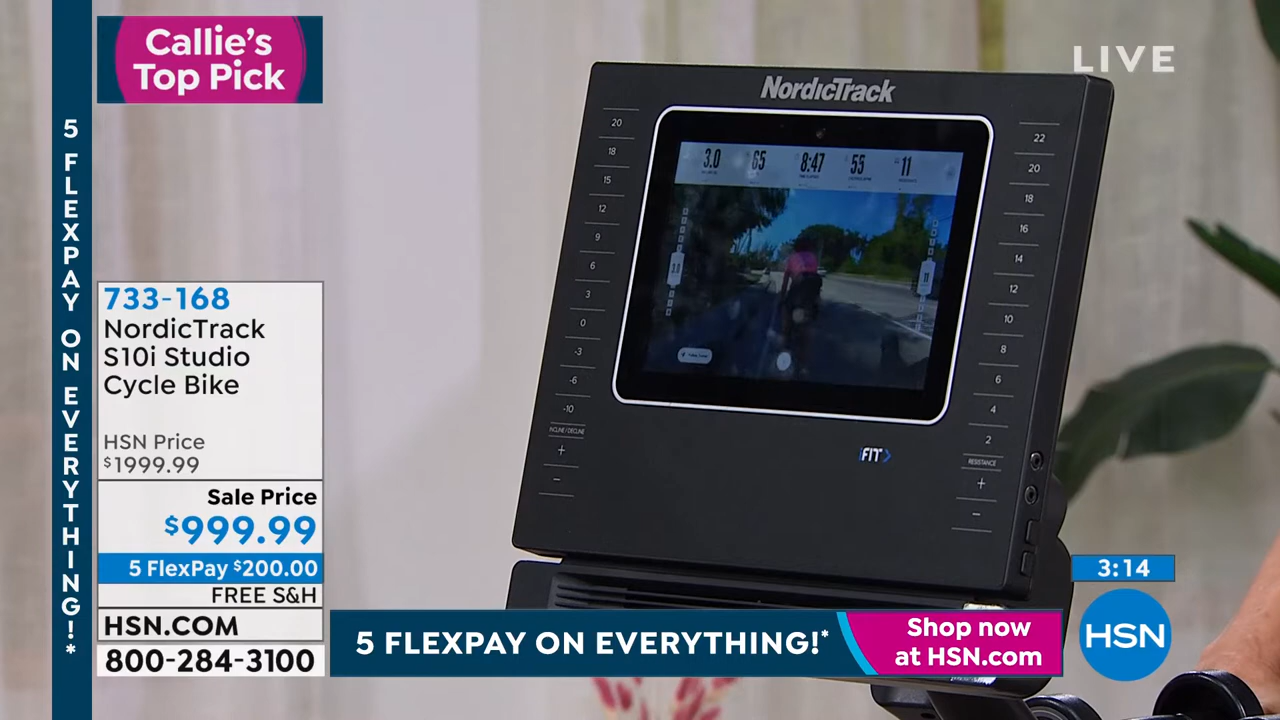 5 FLEXPAY ON EVERYTHING!*
Callie's
Top Pick
733-168
NordicTrack
S10i Studio
Cycle Bike
HSN Price
$1999.99
Sale Price
$999.99
5 FlexPay $200.00
FREE S&H
HSN.COM
800-284-3100
LIVE
NordicTrack
3.0 65 8:47 55 11
20
18
15
12
9
6
3
0
-3
-6
-10
INCLINE/DECLINE
+
-
22
20
18
16
14
12
10
8
6
4
2
RESISTANCE
+
-
iFIT
3:14
HSN
5 FLEXPAY ON EVERYTHING!*
Shop now
at HSN.com